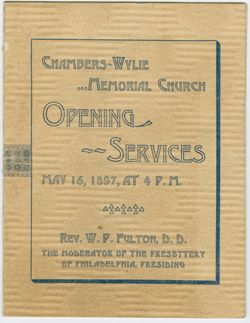 Chambers-Wylie
...Memorial Church
Opening
Services
May 16, 1897, at 4 P.M.
Rev. W. P. Fulton, D. D.
The Moderator of the Presbytery
of Philadelphia, Presiding